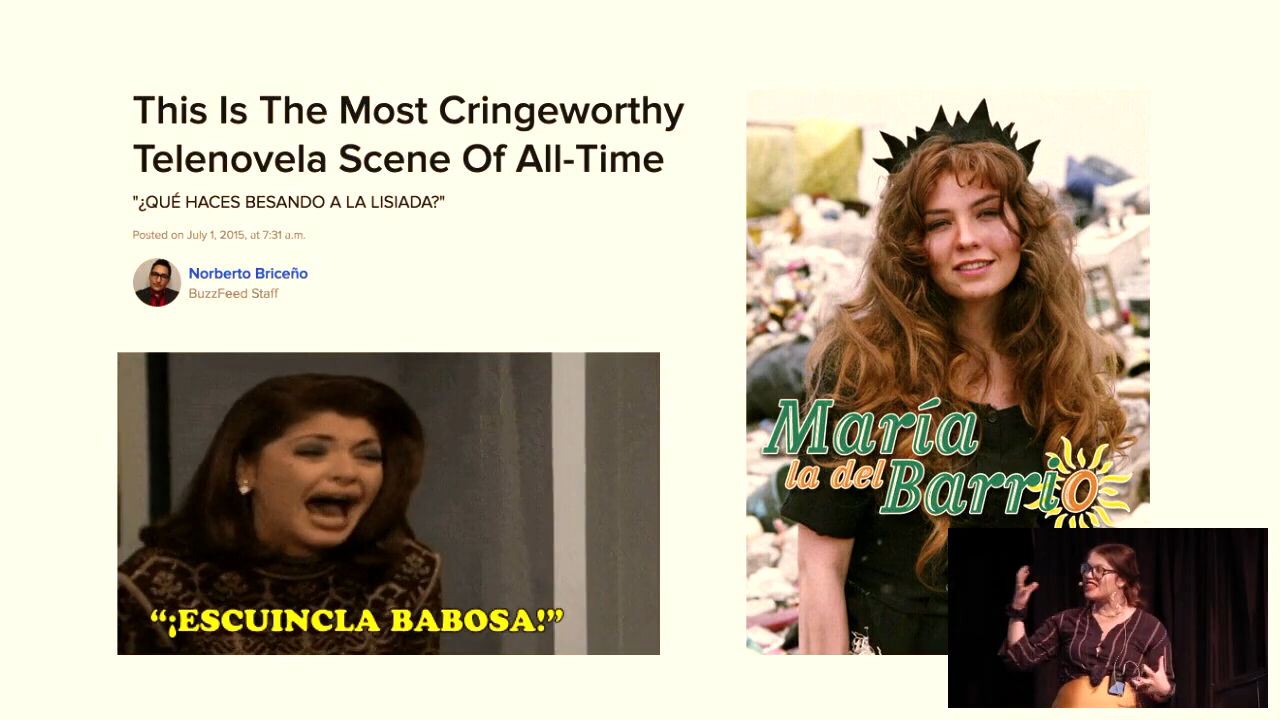 This Is The Most Cringeworthy
Telenovela Scene Of All-Time
"¿QUÉ HACES BESANDO A LA LISIADA?"
Posted on July 1, 2015, at 7:31 a.m.
Norberto Briceño
BuzzFeed Staff
“¡ESCUINCLA BABOSA!”
María
la del Barrio